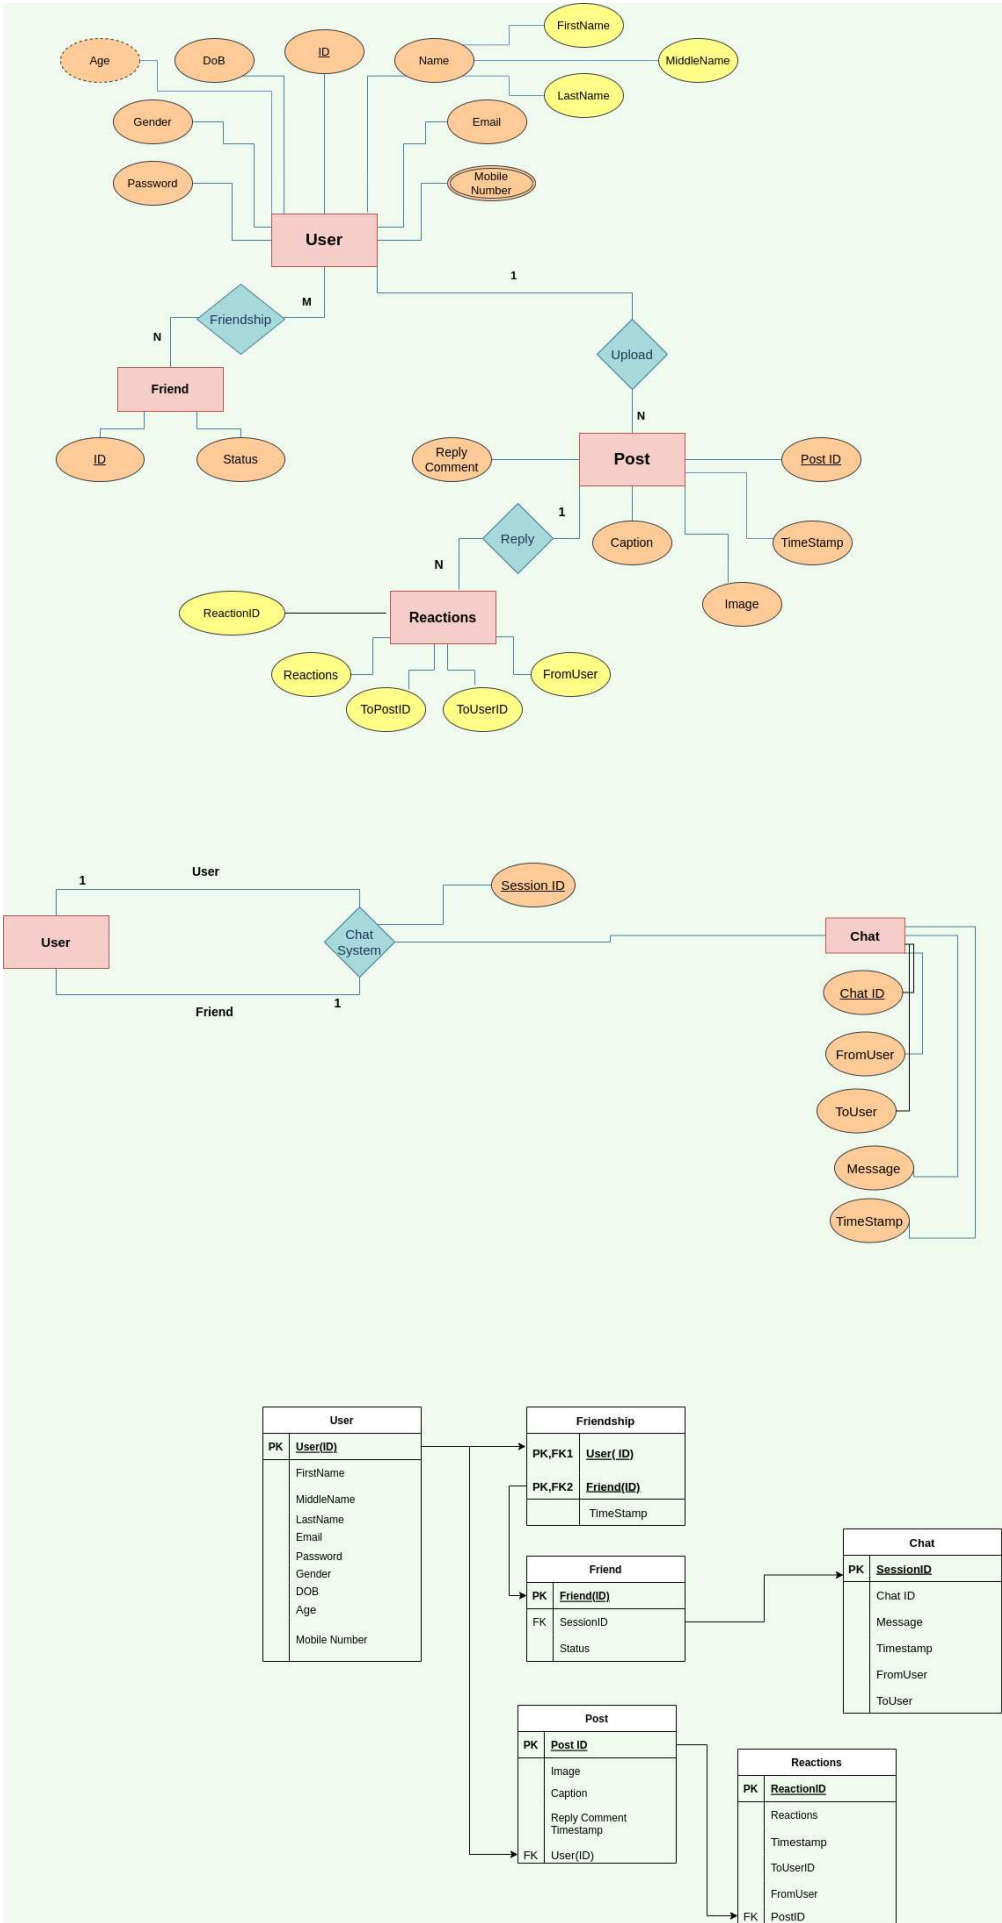 FirstName
Age
DoB
ID
Name
MiddleName
LastName
Gender
Email
Password
Mobile
Number
User
1
M
Friendship
N
Upload
Friend
N
ID
Status
Reply
Comment
Post
Post ID
1
Reply
Caption
TimeStamp
N
Image
ReactionID
Reactions
Reactions
FromUser
ToPostID
ToUserID
User
1
Session ID
User
Chat
System
Chat
Chat ID
1
Friend
FromUser
ToUser
Message
TimeStamp
User
PK User(ID)
FirstName
MiddleName
LastName
Email
Password
Gender
DOB
Age
Mobile Number
Friendship
PK,FK1 User( ID)
PK,FK2 Friend(ID)
TimeStamp
Friend
PK Friend(ID)
FK SessionID
Status
Chat
PK SessionID
Chat ID
Message
Timestamp
FromUser
ToUser
Post
PK Post ID
Image
Caption
Reply Comment
Timestamp
FK User(ID)
Reactions
PK ReactionID
Reactions
Timestamp
ToUserID
FromUser
FK PostID